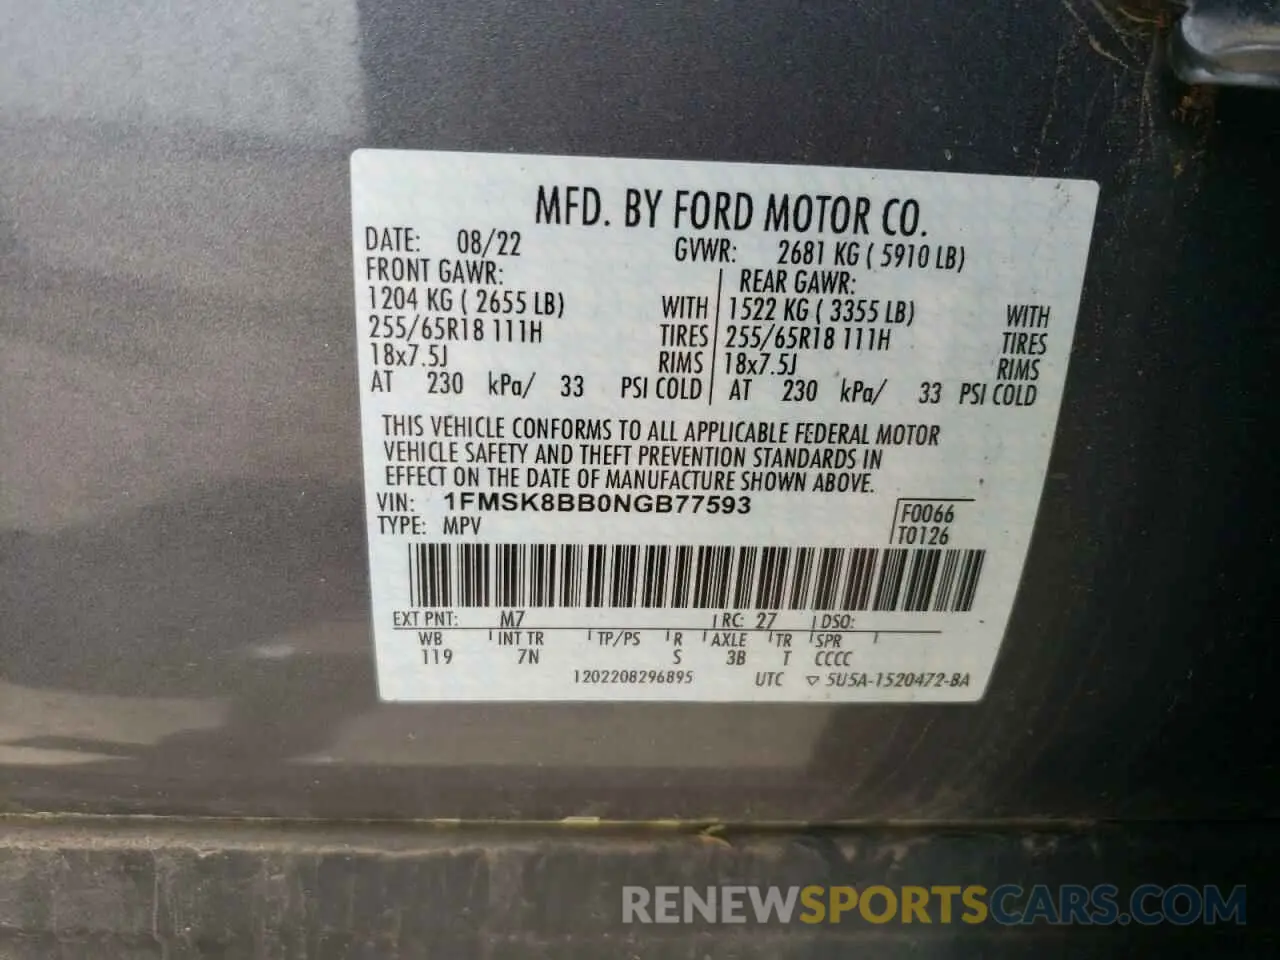 MFD. BY FORD MOTOR CO.
DATE: 08/22 GVWR: 2681 KG ( 5910 LB)
FRONT GAWR: REAR GAWR:
1204 KG ( 2655 LB) WITH 1522 KG ( 3355 LB) WITH
255/65R18 111H TIRES 255/65R18 111H TIRES
18x7.5J RIMS 18x7.5J RIMS
AT 230 kPa/ 33 PSI COLD AT 230 kPa/ 33 PSI COLD
THIS VEHICLE CONFORMS TO ALL APPLICABLE FEDERAL MOTOR
VEHICLE SAFETY AND THEFT PREVENTION STANDARDS IN
EFFECT ON THE DATE OF MANUFACTURE SHOWN ABOVE.
VIN: 1FMSK8BB0NGB77593 F0066
TYPE: MPV T0126
EXT PNT: M7 RC: 27 DSO:
WB INT TR TP/PS R AXLE TR SPR
119 7N S 3B T CCCC
1202208296895 UTC ▽ 5U5A-1520472-BA
RENEWSPORTSCARS.COM